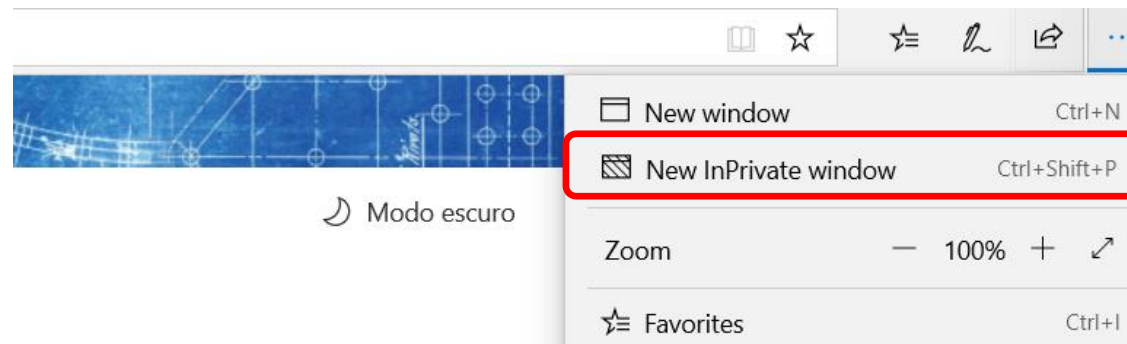 New window Ctrl+N
New InPrivate window Ctrl+Shift+P
Modo escuro
Zoom — 100% +
Favorites Ctrl+I